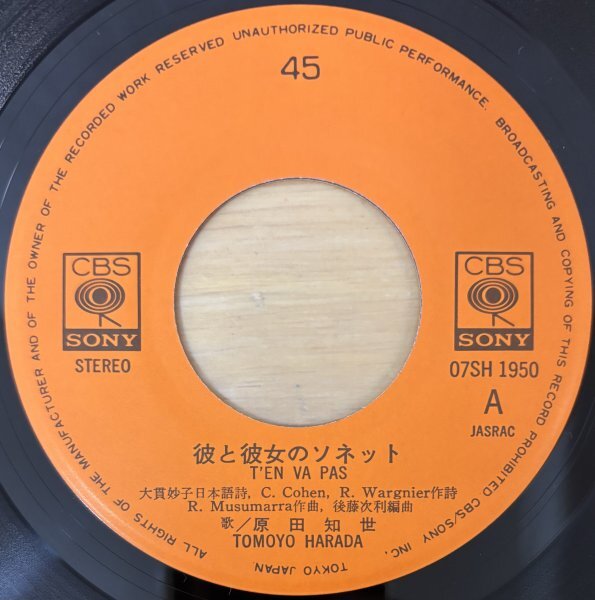 ALL RIGHTS OF THE MANUFACTURER AND OF THE OWNER OF THE RECORDED WORK RESERVED UNAUTHORIZED PUBLIC PERFORMANCE. BROADCASTING AND COPYING OF THIS RECORD PROHIBITED CBS/SONY INC.
TOKYO JAPAN
45
CBS
SONY
STEREO
CBS
SONY
07SH 1950
A
JASRAC
彼と彼女のソネット
T'EN VA PAS
大貫妙子日本語詩, C. Cohen, R. Wargnier作詩
R. Musumarra作曲, 後藤次利編曲
歌/原田知世
TOMOYO HARADA